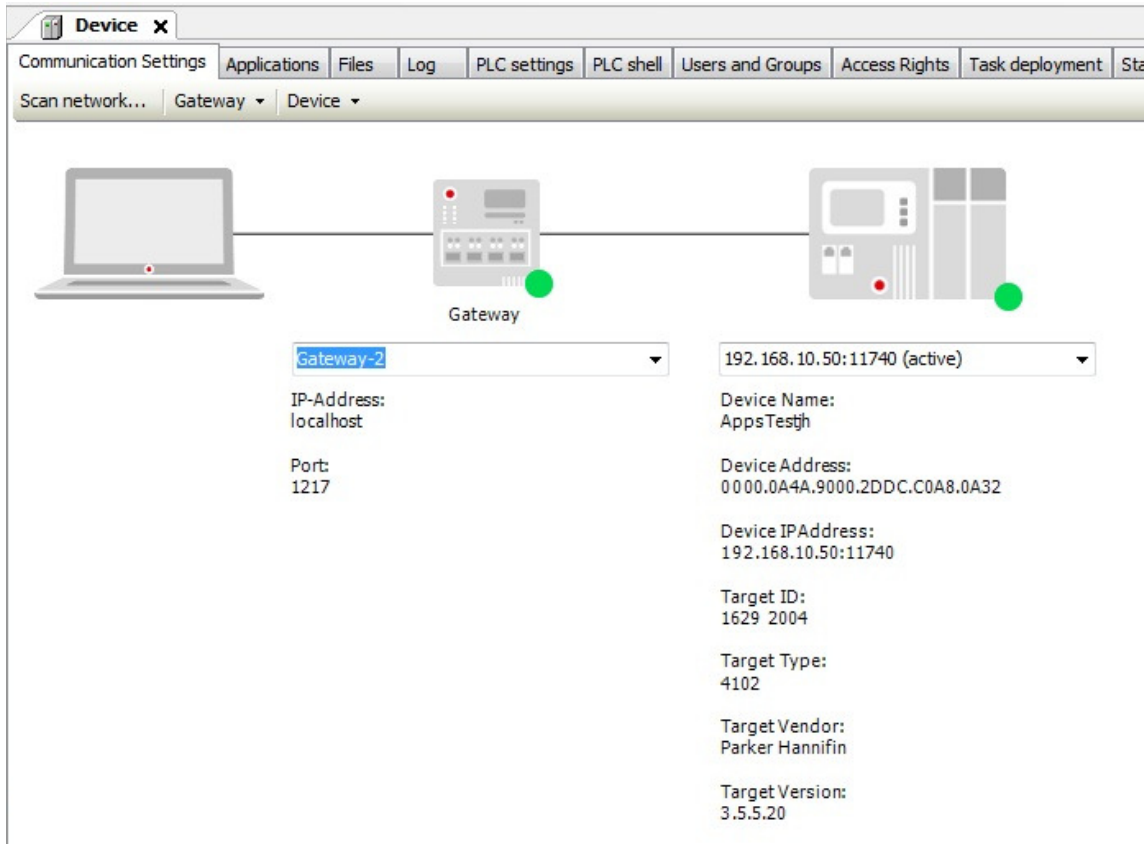 Device
Communication Settings Applications Files Log PLC settings PLC shell Users and Groups Access Rights Task deployment Sta
Scan network... Gateway Device
Gateway
Gateway-2
192.168.10.50:11740 (active)
IP-Address:
localhost
Port:
1217
Device Name:
AppsTestjh
Device Address:
0000.0A4A.9000.2DDC.C0A8.0A32
Device IPAddress:
192.168.10.50:11740
Target ID:
1629 2004
Target Type:
4102
Target Vendor:
Parker Hannifin
Target Version:
3.5.5.20